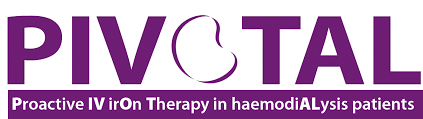 PIVOTAL
Proactive IV irOn Therapy in haemodiALysis patients